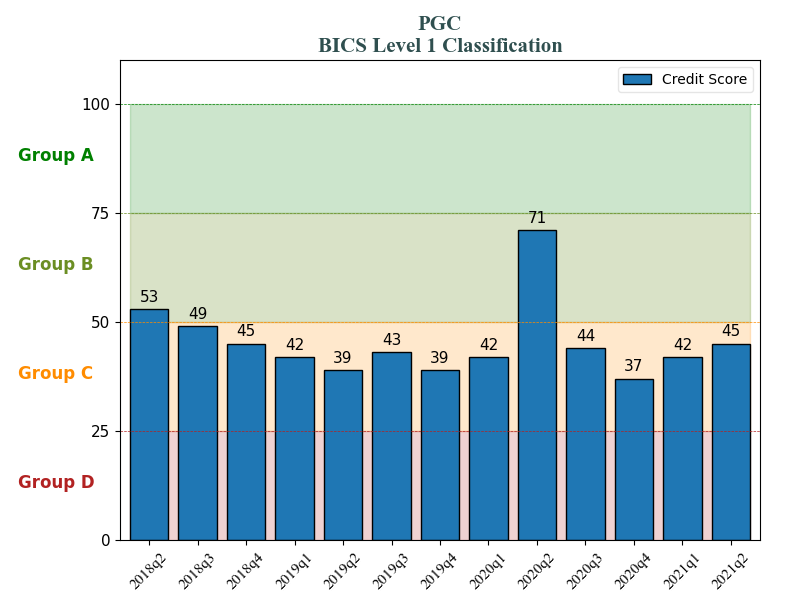 PGC
BICS Level 1 Classification
Credit Score
100
Group A
75
71
Group B
53
49
50
45
42
39
43
39
42
44
37
42
45
Group C
25
Group D
0
2018q2
2018q3
2018q4
2019q1
2019q2
2019q3
2019q4
2020q1
2020q2
2020q3
2020q4
2021q1
2021q2